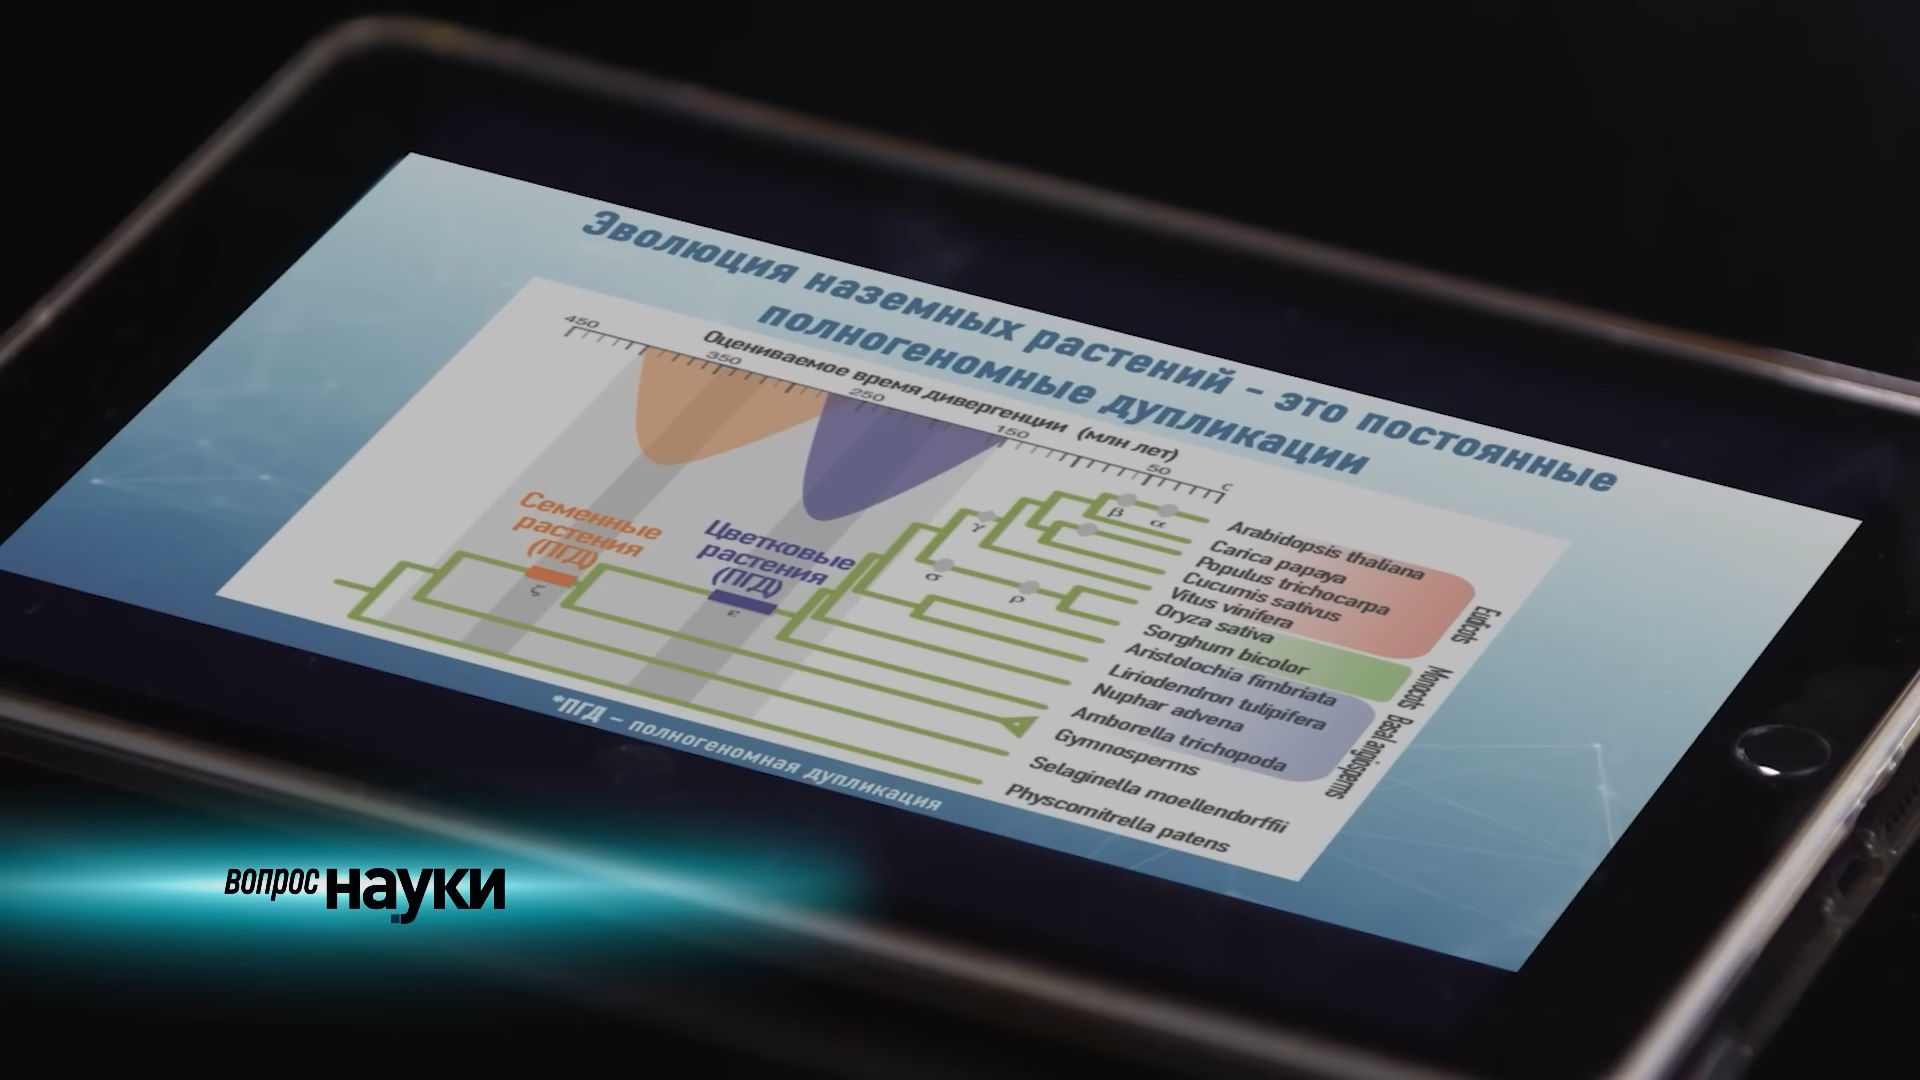 Эволюция наземных растений - это постоянные
полногеномные дупликации
Оцениваемое время дивергенции (млн лет)
450
350
250
150
50
Семенные
растения
(ПГД)
Цветковые
растения
(ПГД)
ζ
ε
γ
β
α
σ
ρ
Arabidopsis thaliana
Carica papaya
Populus trichocarpa
Cucumis sativus
Vitus vinifera
Oryza sativa
Sorghum bicolor
Aristolochia fimbriata
Liriodendron tulipifera
Nuphar advena
Amborella trichopoda
Gymnosperms
Selaginella moellendorffii
Physcomitrella patens
Eudicots
Monocots
Basal angiosperms
*ПГД – полногеномная дупликация
вопрос науки